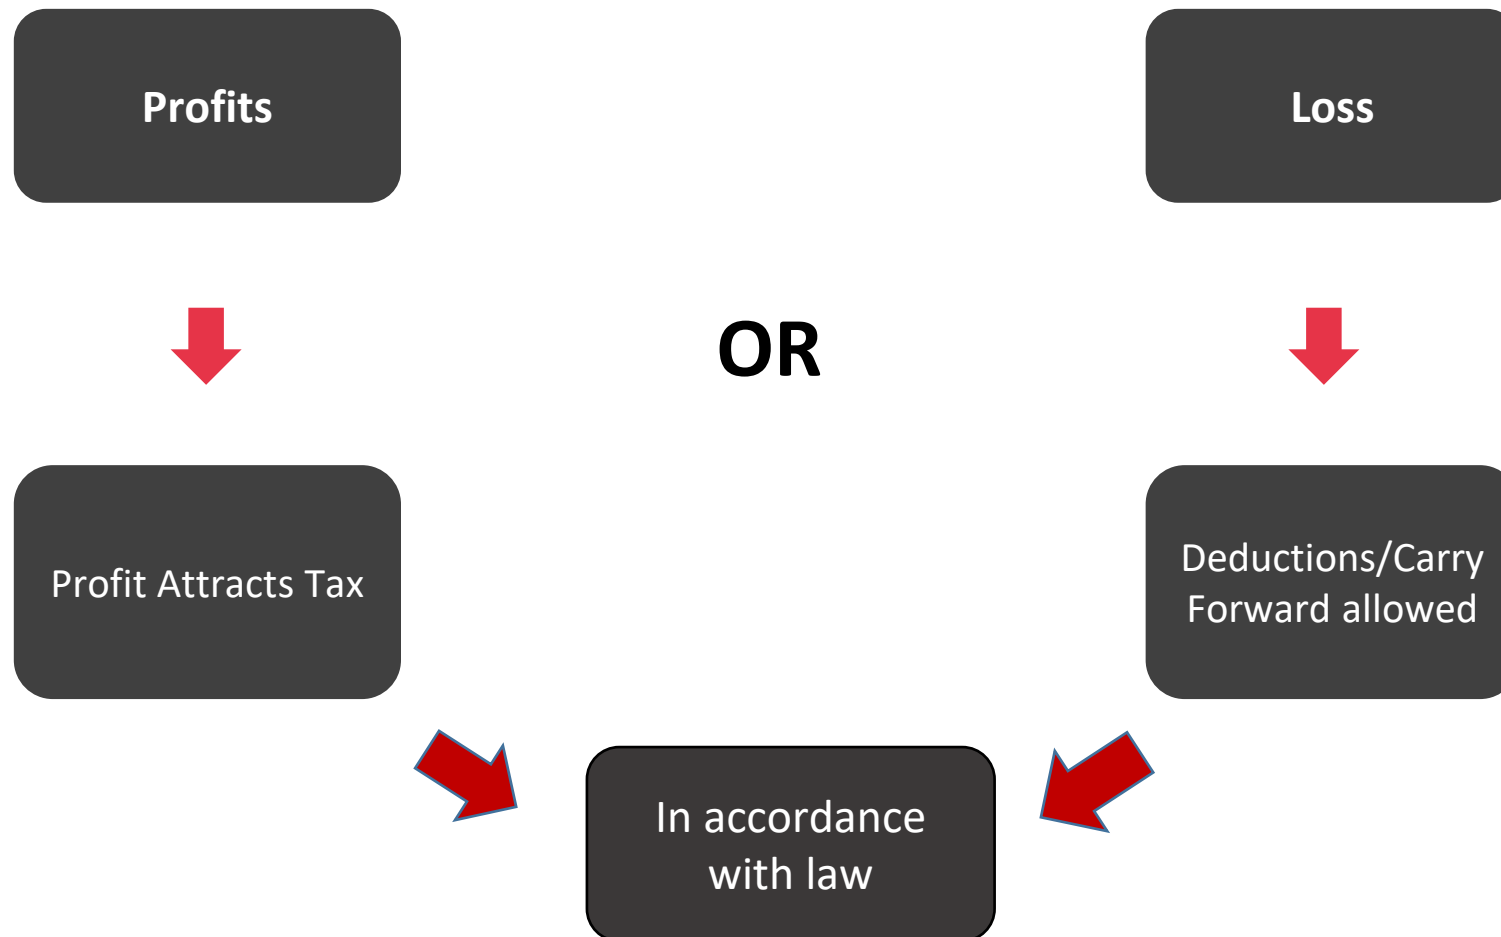 Profits
Loss
OR
Profit Attracts Tax
Deductions/Carry
Forward allowed
In accordance
with law